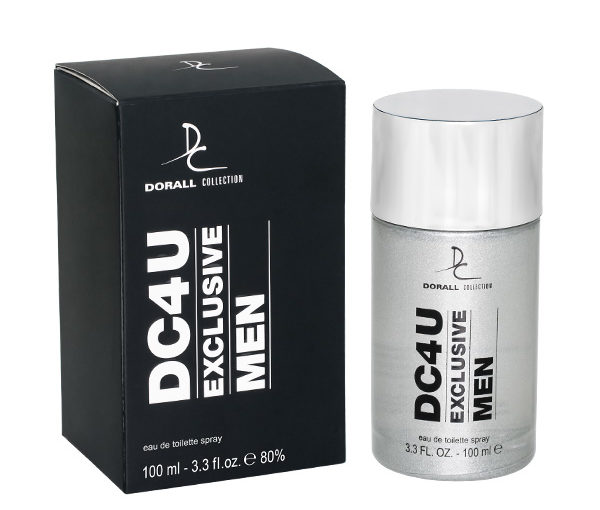 DC
DC
DORALL COLLECTION
DC4U
EXCLUSIVE
MEN
eau de toilette spray
100 ml - 3.3 fl.oz. ℮ 80%
DC
DORALL COLLECTION
DC4U
EXCLUSIVE
MEN
eau de toilette spray
3.3 FL. OZ. - 100 ml ℮